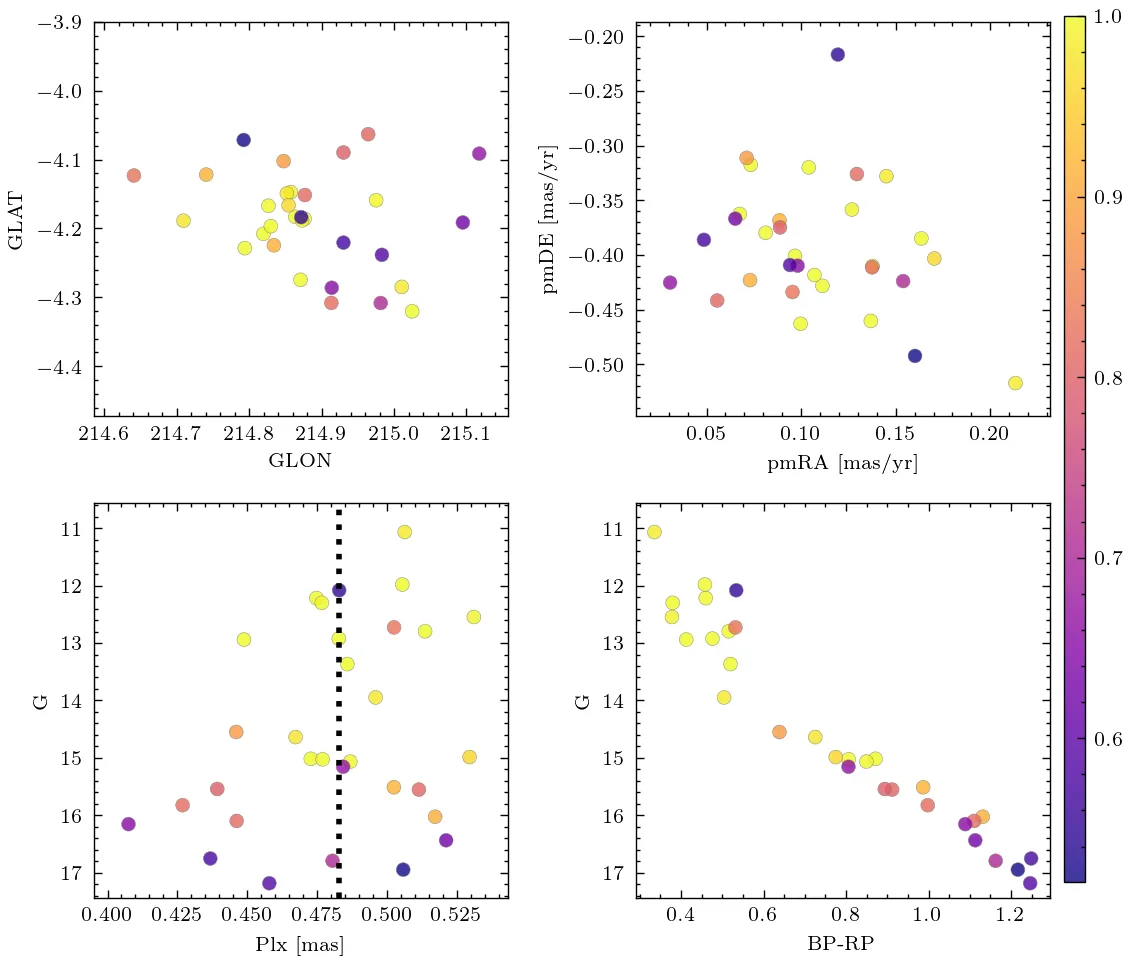 −3.9
−4.0
−4.1
−4.2
−4.3
−4.4
GLAT
214.6 214.7 214.8 214.9 215.0 215.1
GLON
−0.20
−0.25
−0.30
−0.35
−0.40
−0.45
−0.50
pmDE [mas/yr]
0.05 0.10 0.15 0.20
pmRA [mas/yr]
1.0
0.9
0.8
0.7
0.6
11
12
13
14
15
16
17
G
0.400 0.425 0.450 0.475 0.500 0.525
Plx [mas]
11
12
13
14
15
16
17
G
0.4 0.6 0.8 1.0 1.2
BP-RP